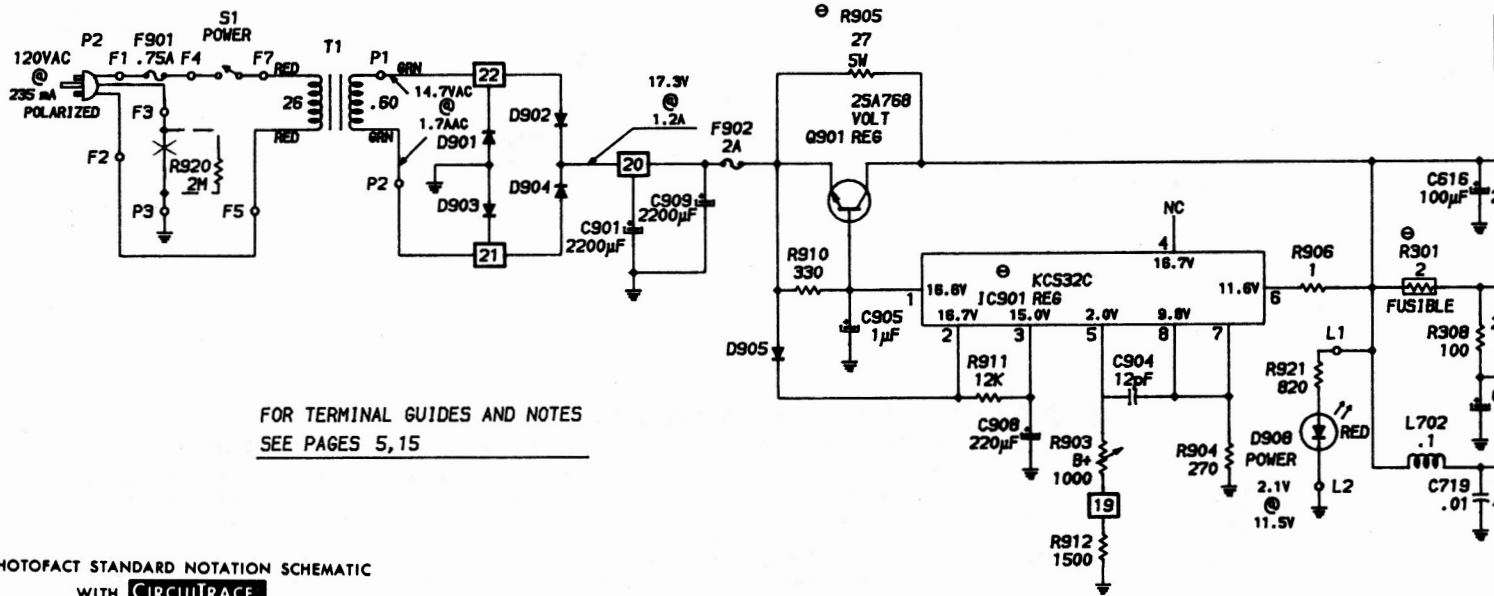 S1
POWER
P2
F901
F1 .75A F4
F7
RED
T1
P1
GRN
120VAC
@
235 mA
POLARIZED
26
.60
14.7VAC
@
1.7AAC
22
F3
R920
2M
F2
P3
F5
RED
GRN
P2
D901
D902
D903
D904
21
17.3V
@
1.2A
20
F902
2A
C909
2200µF
C901
2200µF
⊖ R905
27
5W
2SA768
VOLT
Q901 REG
NC
4
16.7V
R910
330
1
16.6V
⊖ KCS32C
IC901 REG
11.6V
6
R906
1
16.7V
15.0V
2.0V
9.8V
2
3
5
8
7
C905
1µF
D905
R911
12K
C904
12pF
C908
220µF
R903
B+
1000
R904
270
19
R912
1500
C616
100µF
⊖
R301
2
FUSIBLE
L1
R921
820
R308
100
RED
D908
POWER
L2
2.1V
@
11.5V
L702
.1
C719
.01
FOR TERMINAL GUIDES AND NOTES
SEE PAGES 5,15
HOTOFACT STANDARD NOTATION SCHEMATIC
WITH CIRCUITRACE